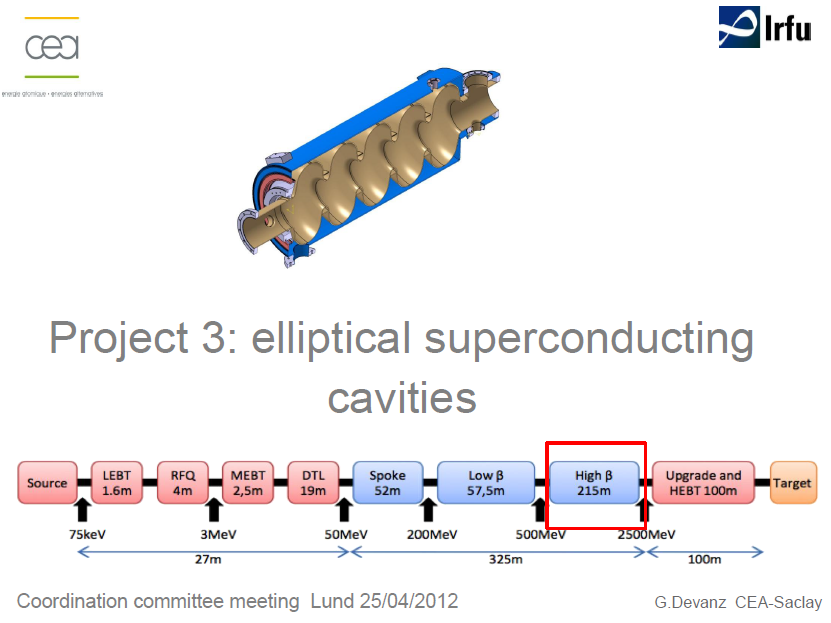 cea
énergie atomique • énergies alternatives
Irfu
Project 3: elliptical superconducting
cavities
Source
LEBT
1.6m
RFQ
4m
MEBT
2,5m
DTL
19m
Spoke
52m
Low β
57,5m
High β
215m
Upgrade and
HEBT 100m
Target
75keV
3MeV
50MeV
200MeV
500MeV
2500MeV
27m
325m
100m
Coordination committee meeting Lund 25/04/2012
G.Devanz CEA-Saclay